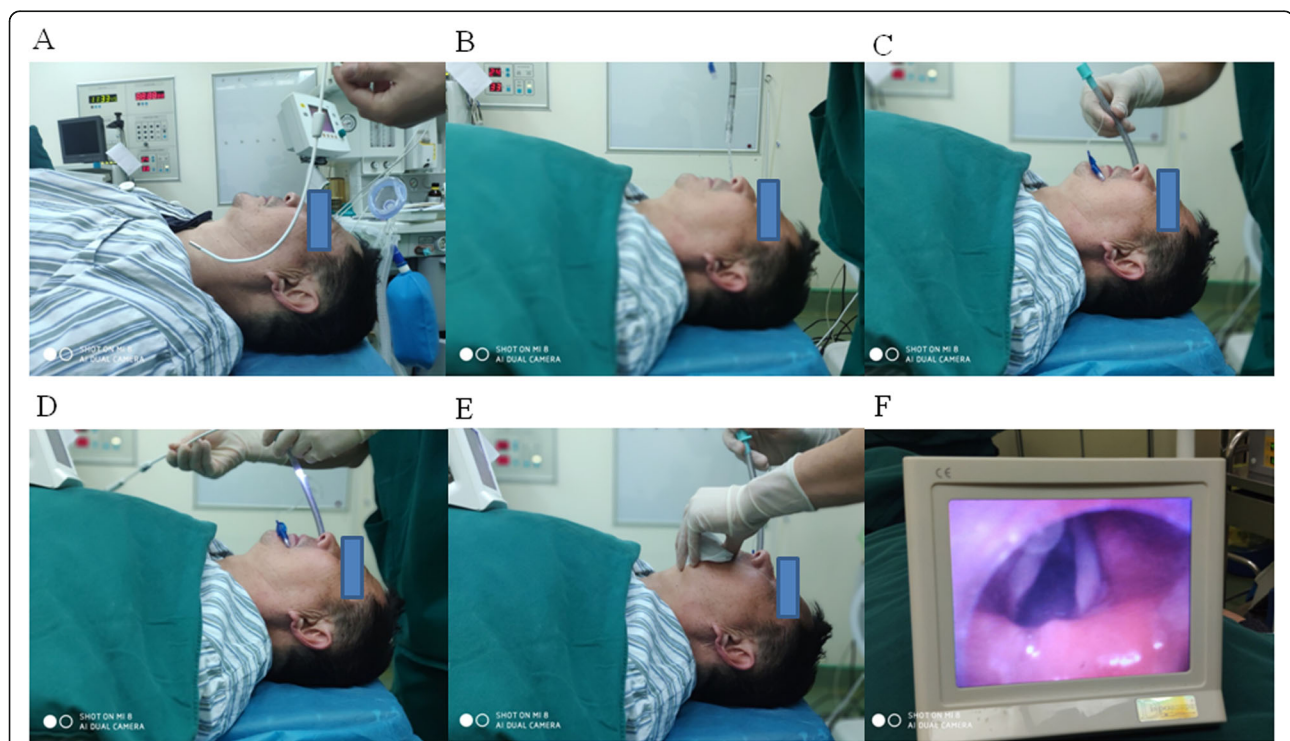 A
B
C
SHOT ON MI 8
AI DUAL CAMERA
SHOT ON MI 8
AI DUAL CAMERA
SHOT ON MI 8
AI DUAL CAMERA
D
E
F
CE
SHOT ON MI 8
AI DUAL CAMERA
SHOT ON MI 8
AI DUAL CAMERA
SHOT ON MI 8
AI DUAL CAMERA